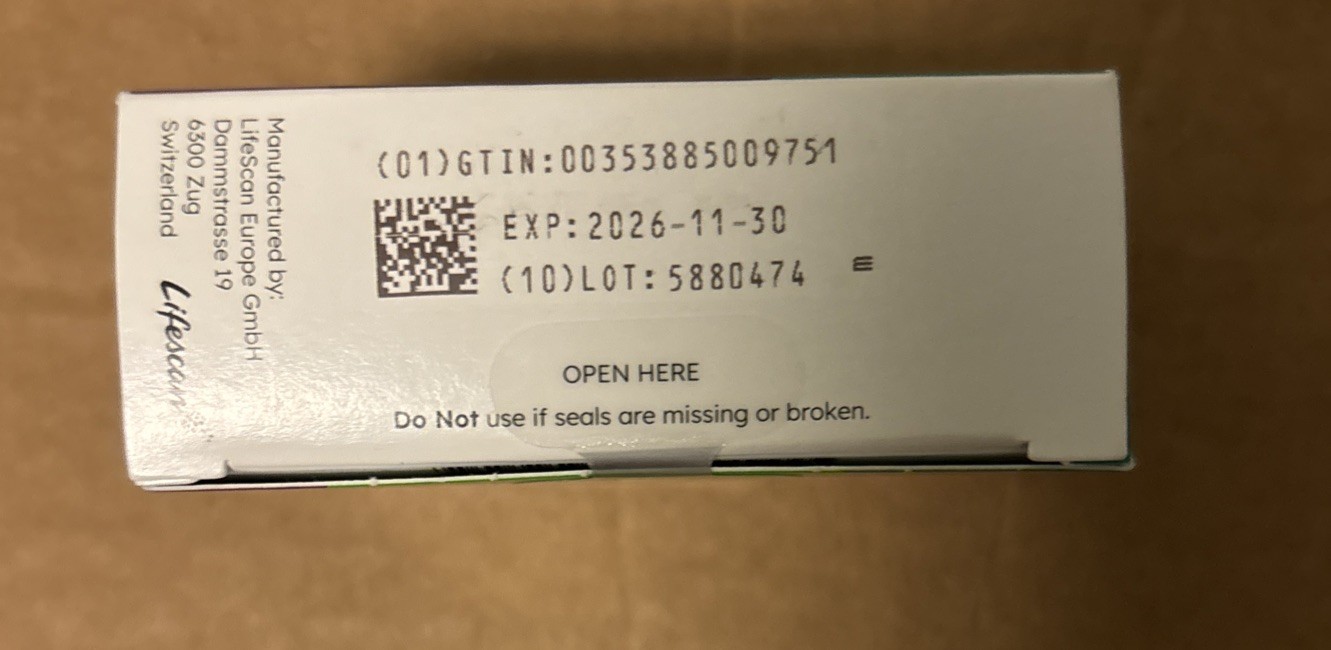 (01)GTIN:00353885009751
EXP:2026-11-30
(10)LOT:5880474
OPEN HERE
Do Not use if seals are missing or broken.
Manufactured by:
LifeScan Europe GmbH
Dammstrasse 19
6300 Zug
Switzerland
Lifescan